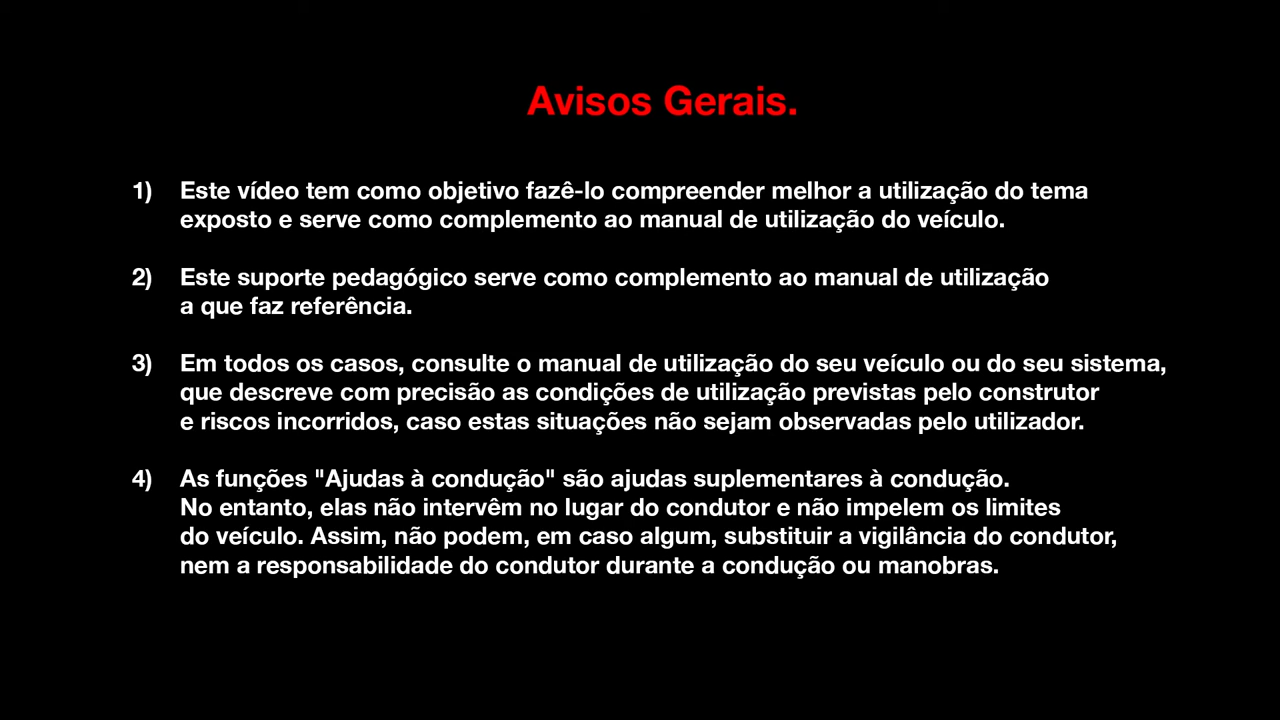 Avisos Gerais.
1) Este vídeo tem como objetivo fazê-lo compreender melhor a utilização do tema
exposto e serve como complemento ao manual de utilização do veículo.
2) Este suporte pedagógico serve como complemento ao manual de utilização
a que faz referência.
3) Em todos os casos, consulte o manual de utilização do seu veículo ou do seu sistema,
que descreve com precisão as condições de utilização previstas pelo construtor
e riscos incorridos, caso estas situações não sejam observadas pelo utilizador.
4) As funções "Ajudas à condução" são ajudas suplementares à condução.
No entanto, elas não intervêm no lugar do condutor e não impelem os limites
do veículo. Assim, não podem, em caso algum, substituir a vigilância do condutor,
nem a responsabilidade do condutor durante a condução ou manobras.